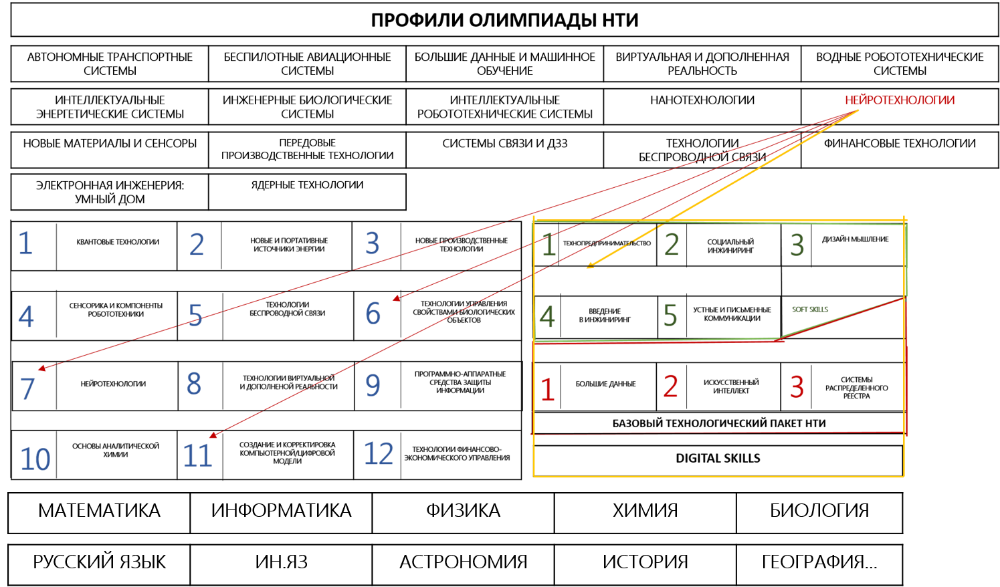 ПРОФИЛИ ОЛИМПИАДЫ НТИ
АВТОНОМНЫЕ ТРАНСПОРТНЫЕ
СИСТЕМЫ
БЕСПИЛОТНЫЕ АВИАЦИОННЫЕ
СИСТЕМЫ
БОЛЬШИЕ ДАННЫЕ И МАШИННОЕ
ОБУЧЕНИЕ
ВИРТУАЛЬНАЯ И ДОПОЛНЕННАЯ
РЕАЛЬНОСТЬ
ВОДНЫЕ РОБОТОТЕХНИЧЕСКИЕ
СИСТЕМЫ
ИНТЕЛЛЕКТУАЛЬНЫЕ
ЭНЕРГЕТИЧЕСКИЕ СИСТЕМЫ
ИНЖЕНЕРНЫЕ БИОЛОГИЧЕСКИЕ
СИСТЕМЫ
ИНТЕЛЛЕКТУАЛЬНЫЕ
РОБОТОТЕХНИЧЕСКИЕ СИСТЕМЫ
НАНОТЕХНОЛОГИИ
НЕЙРОТЕХНОЛОГИИ
НОВЫЕ МАТЕРИАЛЫ И СЕНСОРЫ
ПЕРЕДОВЫЕ
ПРОИЗВОДСТВЕННЫЕ ТЕХНОЛОГИИ
СИСТЕМЫ СВЯЗИ И ДЗЗ
ТЕХНОЛОГИИ
БЕСПРОВОДНОЙ СВЯЗИ
ФИНАНСОВЫЕ ТЕХНОЛОГИИ
ЭЛЕКТРОННАЯ ИНЖЕНЕРИЯ:
УМНЫЙ ДОМ
ЯДЕРНЫЕ ТЕХНОЛОГИИ
1
КВАНТОВЫЕ ТЕХНОЛОГИИ
2
НОВЫЕ И ПОРТАТИВНЫЕ
ИСТОЧНИКИ ЭНЕРГИИ
3
НОВЫЕ ПРОИЗВОДСТВЕННЫЕ
ТЕХНОЛОГИИ
4
СЕНСОРИКА И КОМПОНЕНТЫ
РОБОТОТЕХНИКИ
5
ТЕХНОЛОГИИ
БЕСПРОВОДНОЙ СВЯЗИ
6
ТЕХНОЛОГИИ УПРАВЛЕНИЯ
СВОЙСТВАМИ БИОЛОГИЧЕСКИХ
ОБЪЕКТОВ
7
НЕЙРОТЕХНОЛОГИИ
8
ТЕХНОЛОГИИ ВИРТУАЛЬНОЙ
И ДОПОЛНЕНОЙ РЕАЛЬНОСТИ
9
ПРОГРАММНО-АППАРАТНЫЕ
СРЕДСТВА ЗАЩИТЫ
ИНФОРМАЦИИ
10
ОСНОВЫ АНАЛИТИЧЕСКОЙ
ХИМИИ
11
СОЗДАНИЕ И КОРРЕКТИРОВКА
КОМПЬЮТЕРНОЙ/ЦИФРОВОЙ
МОДЕЛИ
12
ТЕХНОЛОГИИ ФИНАНСОВО-
ЭКОНОМИЧЕСКОГО УПРАВЛЕНИЯ
1
ТЕХНОПРЕДПРИНИМАТЕЛЬСТВО
2
СОЦИАЛЬНЫЙ
ИНЖИНИРИНГ
3
ДИЗАЙН МЫШЛЕНИЕ
4
ВВЕДЕНИЕ
В ИНЖИНИРИНГ
5
УСТНЫЕ И ПИСЬМЕННЫЕ
КОММУНИКАЦИИ
SOFT SKILLS
1
БОЛЬШИЕ ДАННЫЕ
2
ИСКУССТВЕННЫЙ
ИНТЕЛЛЕКТ
3
СИСТЕМЫ
РАСПРЕДЕЛЕННОГО
РЕЕСТРА
БАЗОВЫЙ ТЕХНОЛОГИЧЕСКИЙ ПАКЕТ НТИ
DIGITAL SKILLS
МАТЕМАТИКА
ИНФОРМАТИКА
ФИЗИКА
ХИМИЯ
БИОЛОГИЯ
РУССКИЙ ЯЗЫК
ИН.ЯЗ
АСТРОНОМИЯ
ИСТОРИЯ
ГЕОГРАФИЯ...